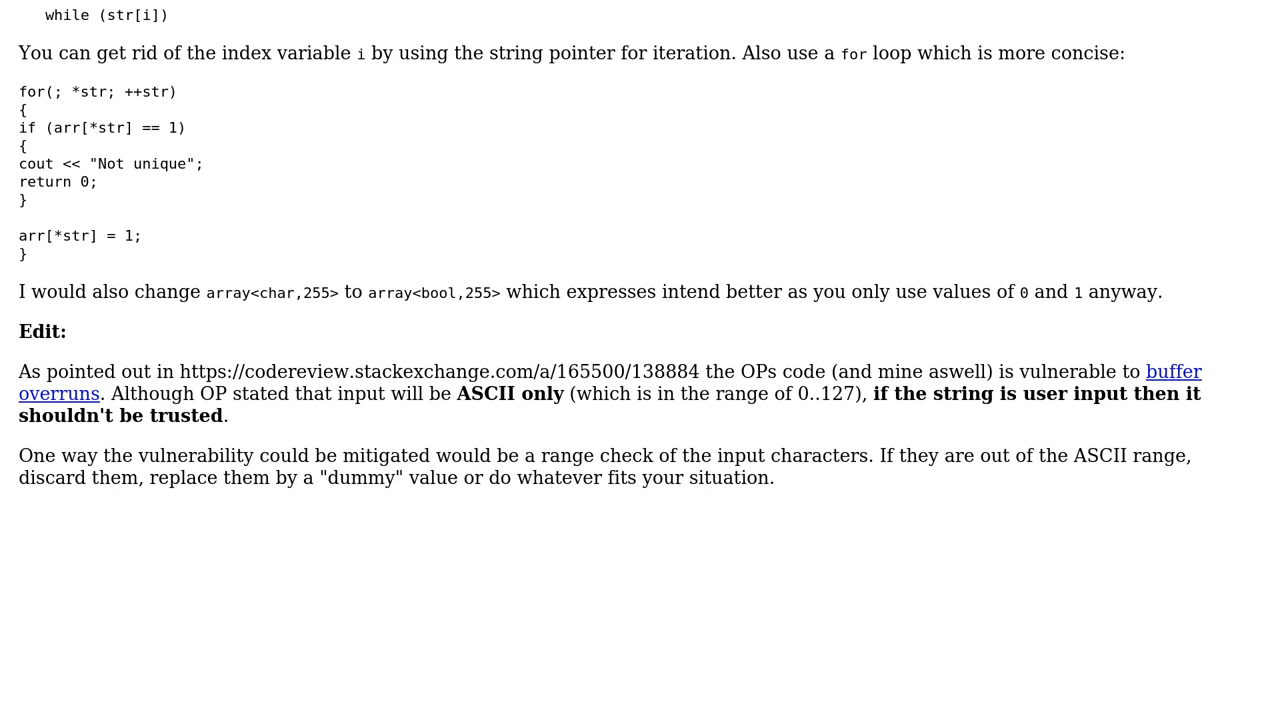 while (str[i])
You can get rid of the index variable i by using the string pointer for iteration. Also use a for loop which is more concise:
for(; *str; ++str)
{
if (arr[*str] == 1)
{
cout << "Not unique";
return 0;
}
arr[*str] = 1;
}
I would also change array<char,255> to array<bool,255> which expresses intend better as you only use values of 0 and 1 anyway.
Edit:
As pointed out in https://codereview.stackexchange.com/a/165500/138884 the OPs code (and mine aswell) is vulnerable to buffer
overruns. Although OP stated that input will be ASCII only (which is in the range of 0..127), if the string is user input then it
shouldn't be trusted.
One way the vulnerability could be mitigated would be a range check of the input characters. If they are out of the ASCII range,
discard them, replace them by a "dummy" value or do whatever fits your situation.